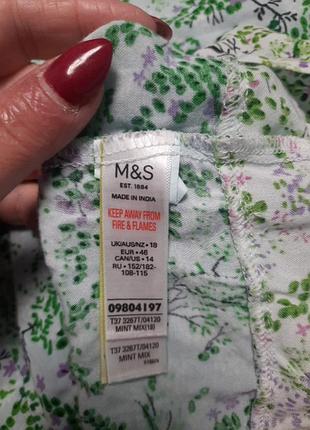 M&S
EST. 1884
MADE IN INDIA
KEEP AWAY FROM
FIRE & FLAMES
UK/AUS/NZ • 18
EUR • 46
CAN/US • 14
RU • 152/182-
108-115
09804197
T37 3267T/04120
MINT MIX(18)
T37 3267T/04120
MINT MIX